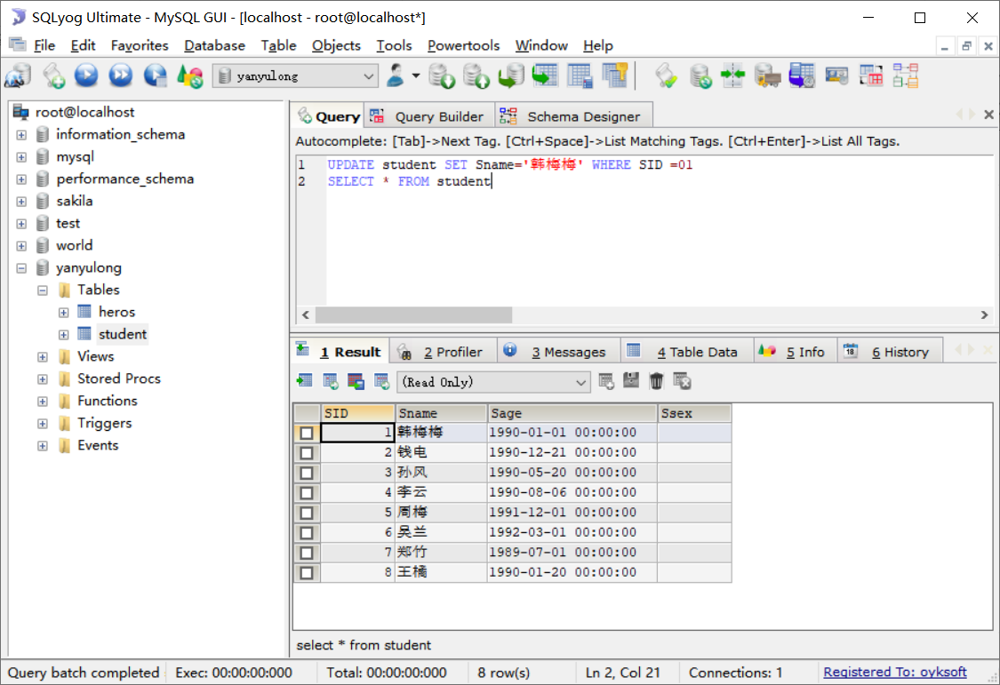 SQLyog Ultimate - MySQL GUI - [localhost - root@localhost*]
File Edit Favorites Database Table Objects Tools Powertools Window Help
yanyulong
root@localhost
information_schema
mysql
performance_schema
sakila
test
world
yanyulong
Tables
heros
student
Views
Stored Procs
Functions
Triggers
Events
Query Query Builder Schema Designer
Autocomplete: [Tab]->Next Tag. [Ctrl+Space]->List Matching Tags. [Ctrl+Enter]->List All Tags.
1 UPDATE student SET Sname='韩梅梅' WHERE SID =01
2 SELECT * FROM student
1 Result 2 Profiler 3 Messages 4 Table Data 5 Info 18 6 History
(Read Only)
SID Sname Sage Ssex
1 韩梅梅 1990-01-01 00:00:00
2 钱电 1990-12-21 00:00:00
3 孙风 1990-05-20 00:00:00
4 李云 1990-08-06 00:00:00
5 周梅 1991-12-01 00:00:00
6 吴兰 1992-03-01 00:00:00
7 郑竹 1989-07-01 00:00:00
8 王橘 1990-01-20 00:00:00
select * from student
Query batch completed Exec: 00:00:00:000 Total: 00:00:00:000 8 row(s) Ln 2, Col 21 Connections: 1 Registered To: oyksoft